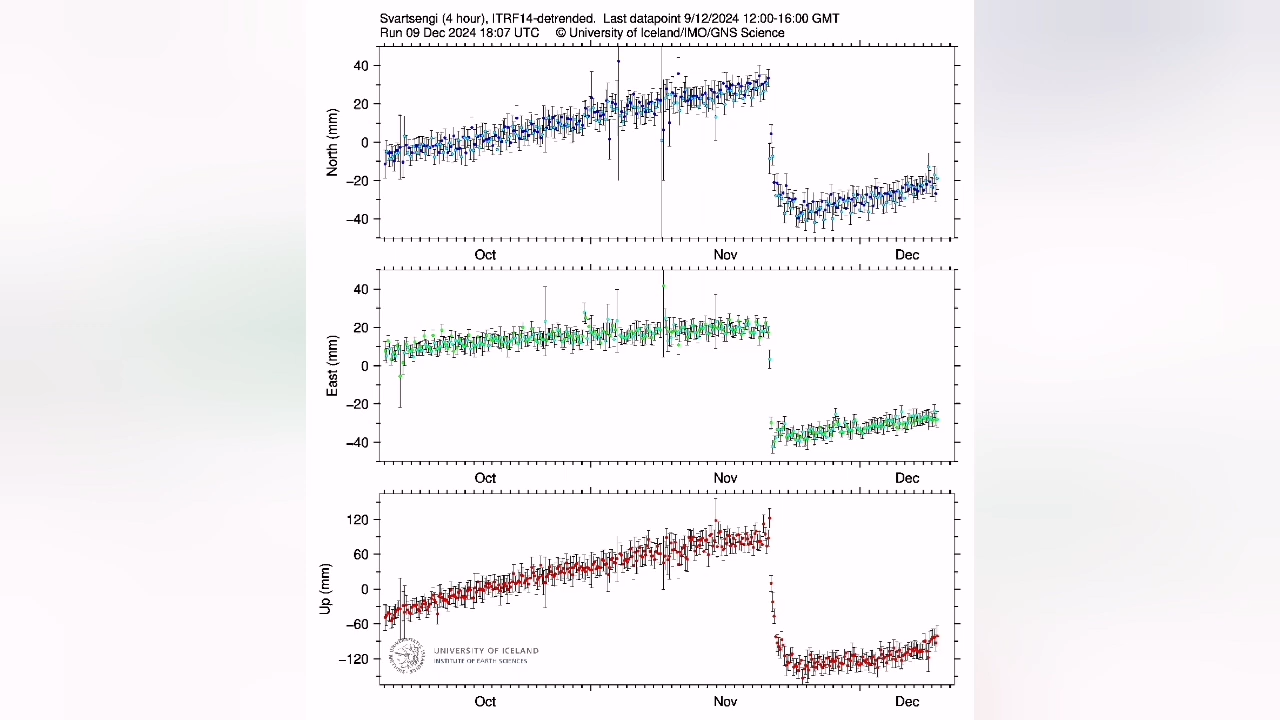 Svartsengi (4 hour), ITRF14-detrended. Last datapoint 9/12/2024 12:00-16:00 GMT
Run 09 Dec 2024 18:07 UTC © University of Iceland/IMO/GNS Science
North (mm)
40
20
0
−20
−40
Oct Nov Dec
East (mm)
40
20
0
−20
−40
Oct Nov Dec
Up (mm)
120
60
0
−60
−120
UNIVERSITY OF ICELAND
INSTITUTE OF EARTH SCIENCES
Oct Nov Dec